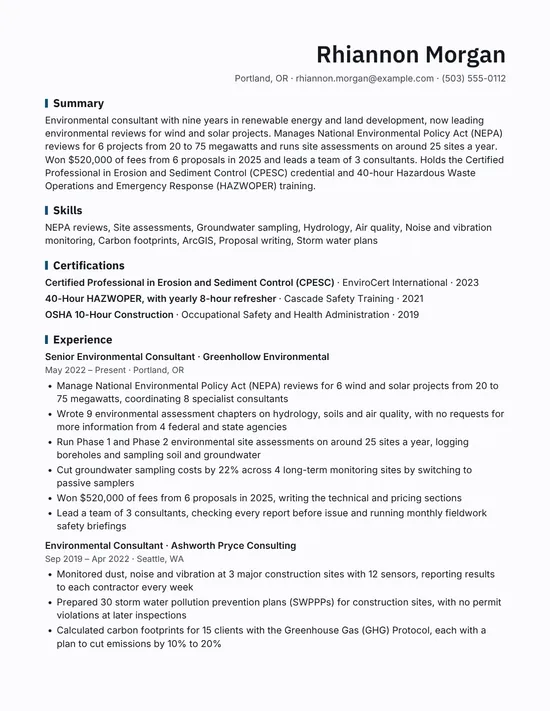 Rhiannon Morgan
Portland, OR · rhiannon.morgan@example.com · (503) 555-0112
Summary
Environmental consultant with nine years in renewable energy and land development, now leading
environmental reviews for wind and solar projects. Manages National Environmental Policy Act (NEPA)
reviews for 6 projects from 20 to 75 megawatts and runs site assessments on around 25 sites a year.
Won $520,000 of fees from 6 proposals in 2025 and leads a team of 3 consultants. Holds the Certified
Professional in Erosion and Sediment Control (CPESC) credential and 40-hour Hazardous Waste
Operations and Emergency Response (HAZWOPER) training.
Skills
NEPA reviews, Site assessments, Groundwater sampling, Hydrology, Air quality, Noise and vibration
monitoring, Carbon footprints, ArcGIS, Proposal writing, Storm water plans
Certifications
Certified Professional in Erosion and Sediment Control (CPESC) · EnviroCert International · 2023
40-Hour HAZWOPER, with yearly 8-hour refresher · Cascade Safety Training · 2021
OSHA 10-Hour Construction · Occupational Safety and Health Administration · 2019
Experience
Senior Environmental Consultant · Greenhollow Environmental
May 2022 – Present · Portland, OR
• Manage National Environmental Policy Act (NEPA) reviews for 6 wind and solar projects from 20 to
75 megawatts, coordinating 8 specialist consultants
• Wrote 9 environmental assessment chapters on hydrology, soils and air quality, with no requests for
more information from 4 federal and state agencies
• Run Phase 1 and Phase 2 environmental site assessments on around 25 sites a year, logging
boreholes and sampling soil and groundwater
• Cut groundwater sampling costs by 22% across 4 long-term monitoring sites by switching to
passive samplers
• Won $520,000 of fees from 6 proposals in 2025, writing the technical and pricing sections
• Lead a team of 3 consultants, checking every report before issue and running monthly fieldwork
safety briefings
Environmental Consultant · Ashworth Pryce Consulting
Sep 2019 – Apr 2022 · Seattle, WA
• Monitored dust, noise and vibration at 3 major construction sites with 12 sensors, reporting results
to each contractor every week
• Prepared 30 storm water pollution prevention plans (SWPPPs) for construction sites, with no permit
violations at later inspections
• Calculated carbon footprints for 15 clients with the Greenhouse Gas (GHG) Protocol, each with a
plan to cut emissions by 10% to 20%